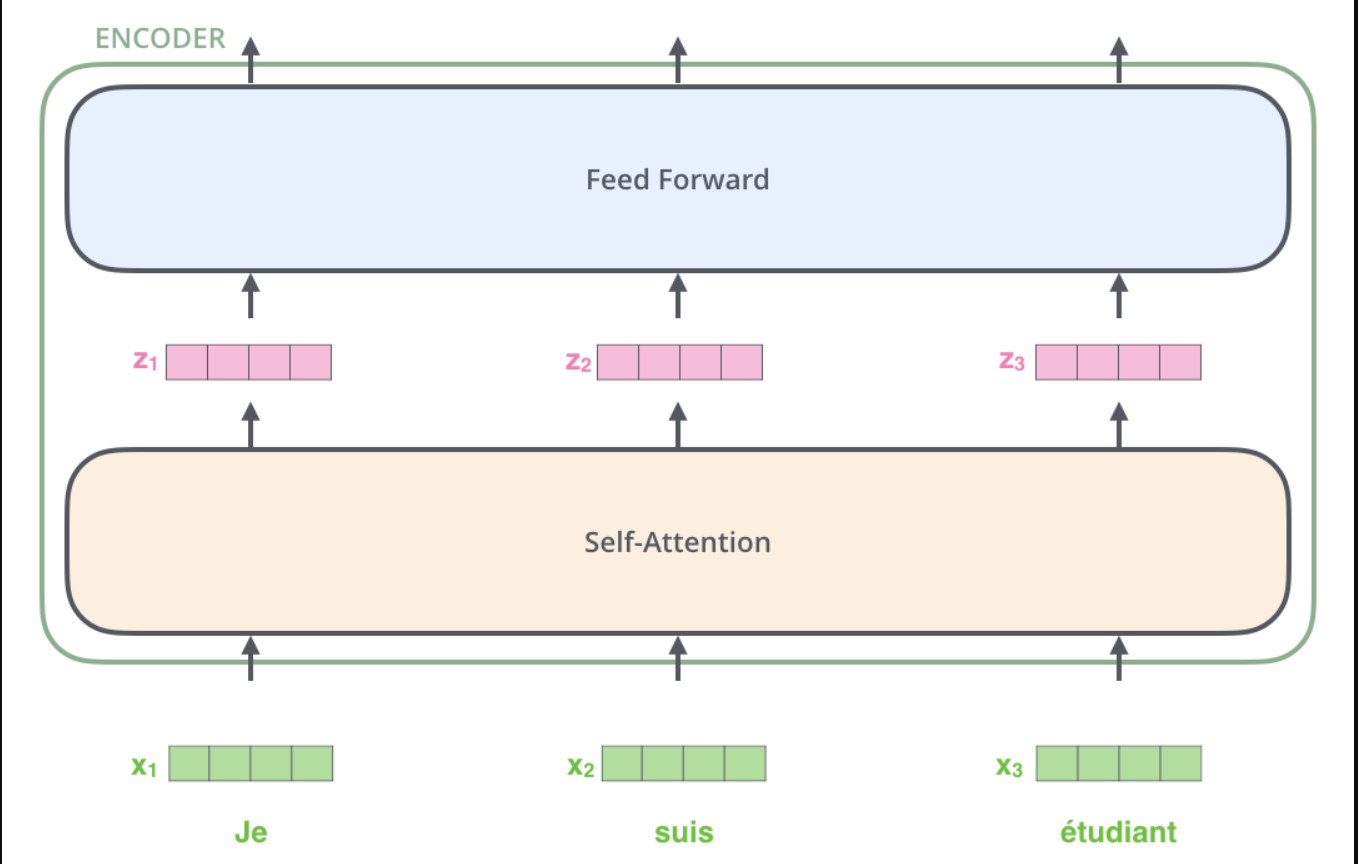 ENCODER
Feed Forward
z₁ z₂ z₃
Self-Attention
x₁ x₂ x₃
Je suis étudiant